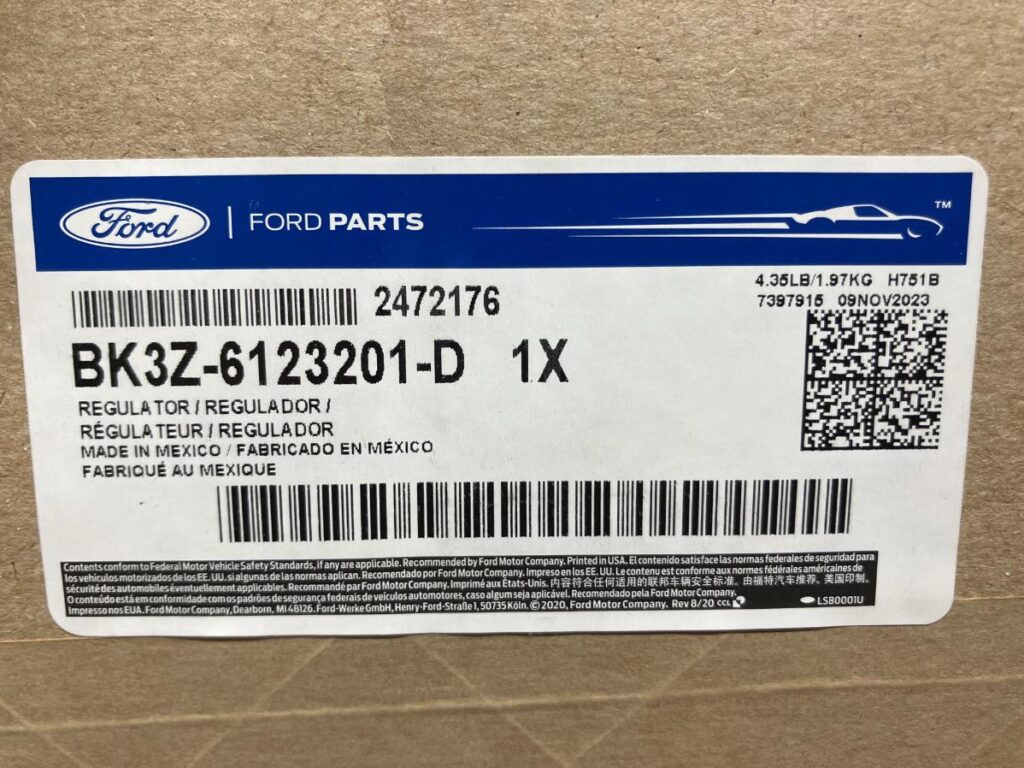 Ford | FORD PARTS
TM
4.35LB/1.97KG H751B
7397915 09NOV2023
2472176
BK3Z-6123201-D 1X
REGULATOR / REGULADOR /
RÉGULATEUR / REGULADOR
MADE IN MEXICO / FABRICADO EN MÉXICO
FABRIQUÉ AU MEXIQUE
Contents conform to Federal Motor Vehicle Safety Standards, if any are applicable. Recommended by Ford Motor Company. Printed in USA. El contenido satisface las normas federales de seguridad para
los vehículos motorizados de los EE. UU. si algunas de las normas aplican. Recomendado por Ford Motor Company. Impreso en los EE. UU. Le contenu est conforme aux normes fédérales américaines de
sécurité des automobiles éventuellement applicables. Recommandé par Ford Motor Company. Imprimé aux États-Unis. 内容符合任何适用的联邦车辆安全标准。由福特汽车推荐。美国印制。
O conteúdo está em conformidade com os padrões de segurança federais de veículos automotores, caso algum seja aplicável. Recomendado pela Ford Motor Company.
Impresso nos EUA. Ford Motor Company, Dearborn, MI 48126. Ford-Werke GmbH, Henry-Ford-Straße 1, 50735 Köln. © 2020, Ford Motor Company. Rev 8/20 CCL LSB0001U